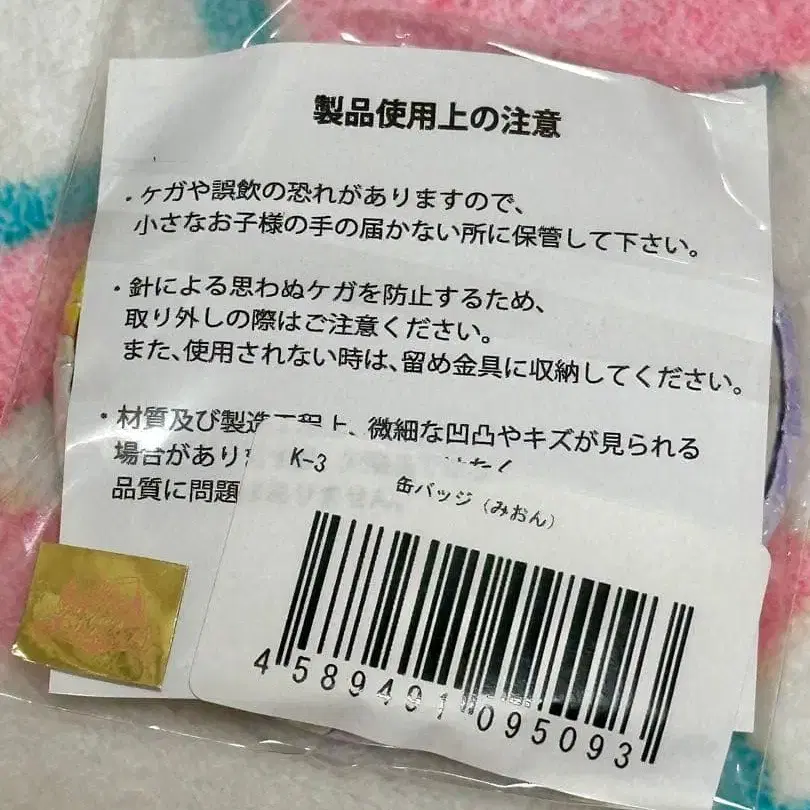 製品使用上の注意
・ケガや誤飲の恐れがありますので、
小さなお子様の手の届かない所に保管して下さい。
・針による思わぬケガを防止するため、
取り外しの際はご注意ください。
また、使用されない時は、留め金具に収納してください。
・材質及び製造工程上、微細な凹凸やキズが見られる
場合があり
品質に問題
K-3
缶バッジ(みおん)
4589491095093